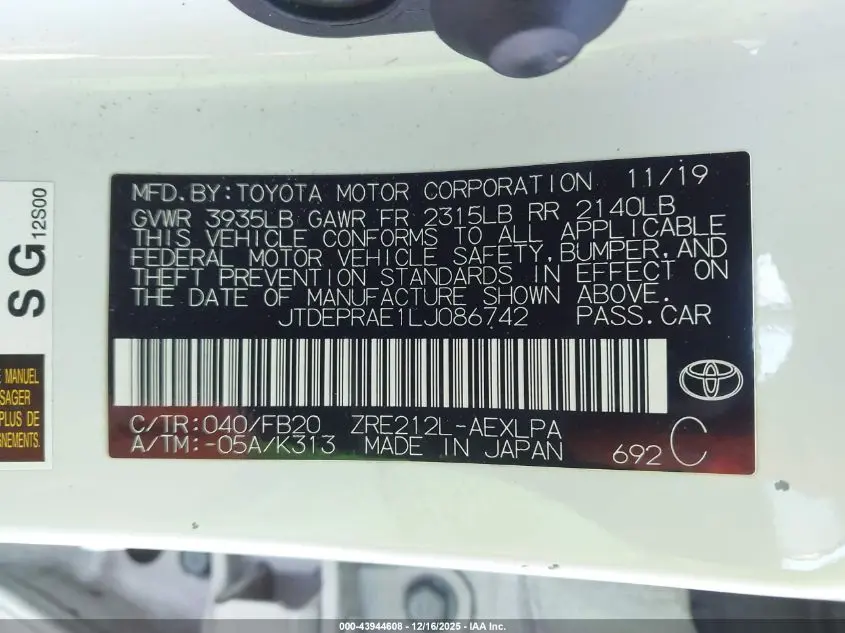 MFD.BY:TOYOTA MOTOR CORPORATION 11/19
GVWR 3935LB GAWR FR 2315LB RR 2140LB
THIS VEHICLE CONFORMS TO ALL APPLICABLE
FEDERAL MOTOR VEHICLE SAFETY,BUMPER,AND
THEFT PREVENTION STANDARDS IN EFFECT ON
THE DATE OF MANUFACTURE SHOWN ABOVE.
JTDEPRAE1LJ086742 PASS.CAR
C/TR:040/FB20 ZRE212L-AEXLPA
A/TM:-05A/K313 MADE IN JAPAN 692 C
SG 12S00
MANUEL
PLUS DE
000-43944608 - 12/16/2025 - IAA, Inc.